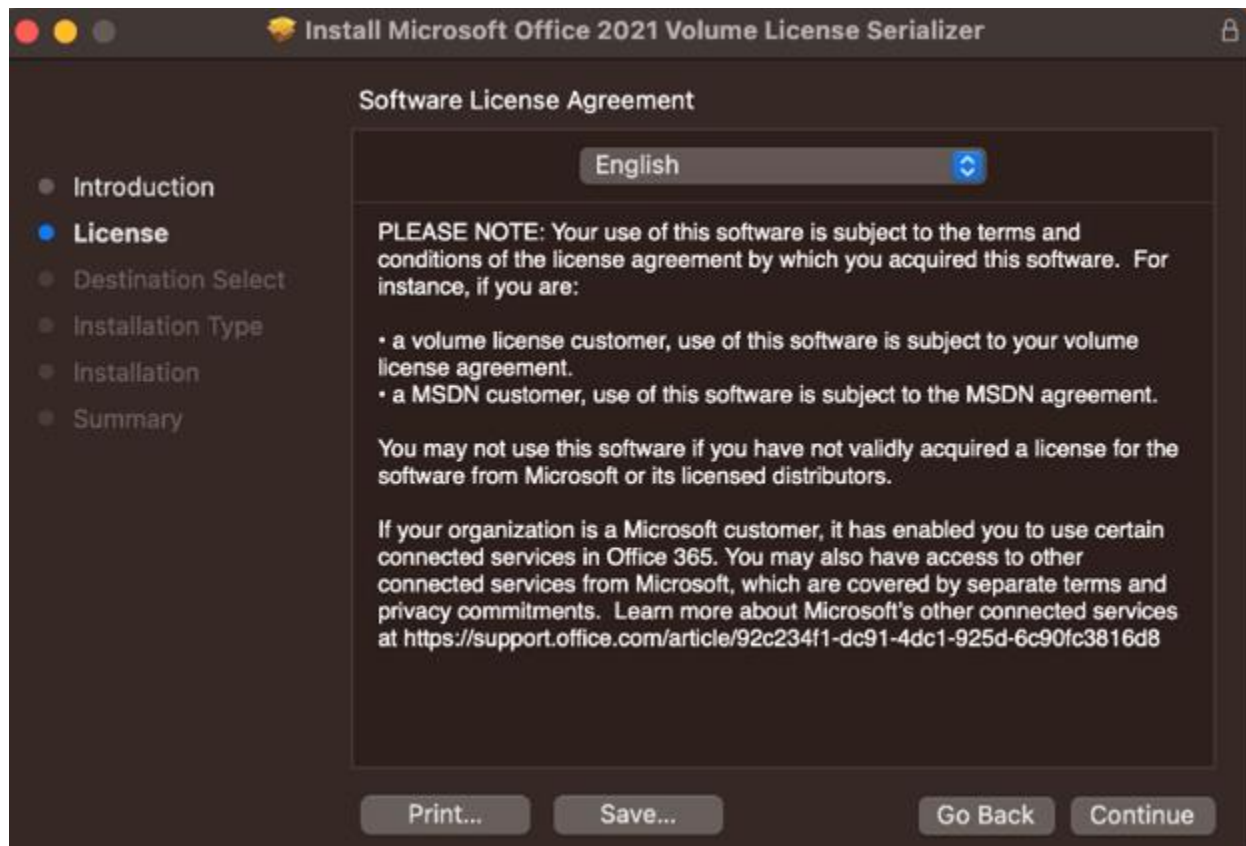 Install Microsoft Office 2021 Volume License Serializer
Software License Agreement
English
Introduction
License
Destination Select
Installation Type
Installation
Summary
PLEASE NOTE: Your use of this software is subject to the terms and
conditions of the license agreement by which you acquired this software.  For
instance, if you are:
• a volume license customer, use of this software is subject to your volume
license agreement.
• a MSDN customer, use of this software is subject to the MSDN agreement.
You may not use this software if you have not validly acquired a license for the
software from Microsoft or its licensed distributors.
If your organization is a Microsoft customer, it has enabled you to use certain
connected services in Office 365. You may also have access to other
connected services from Microsoft, which are covered by separate terms and
privacy commitments.  Learn more about Microsoft's other connected services
at https://support.office.com/article/92c234f1-dc91-4dc1-925d-6c90fc3816d8
Print...
Save...
Go Back
Continue